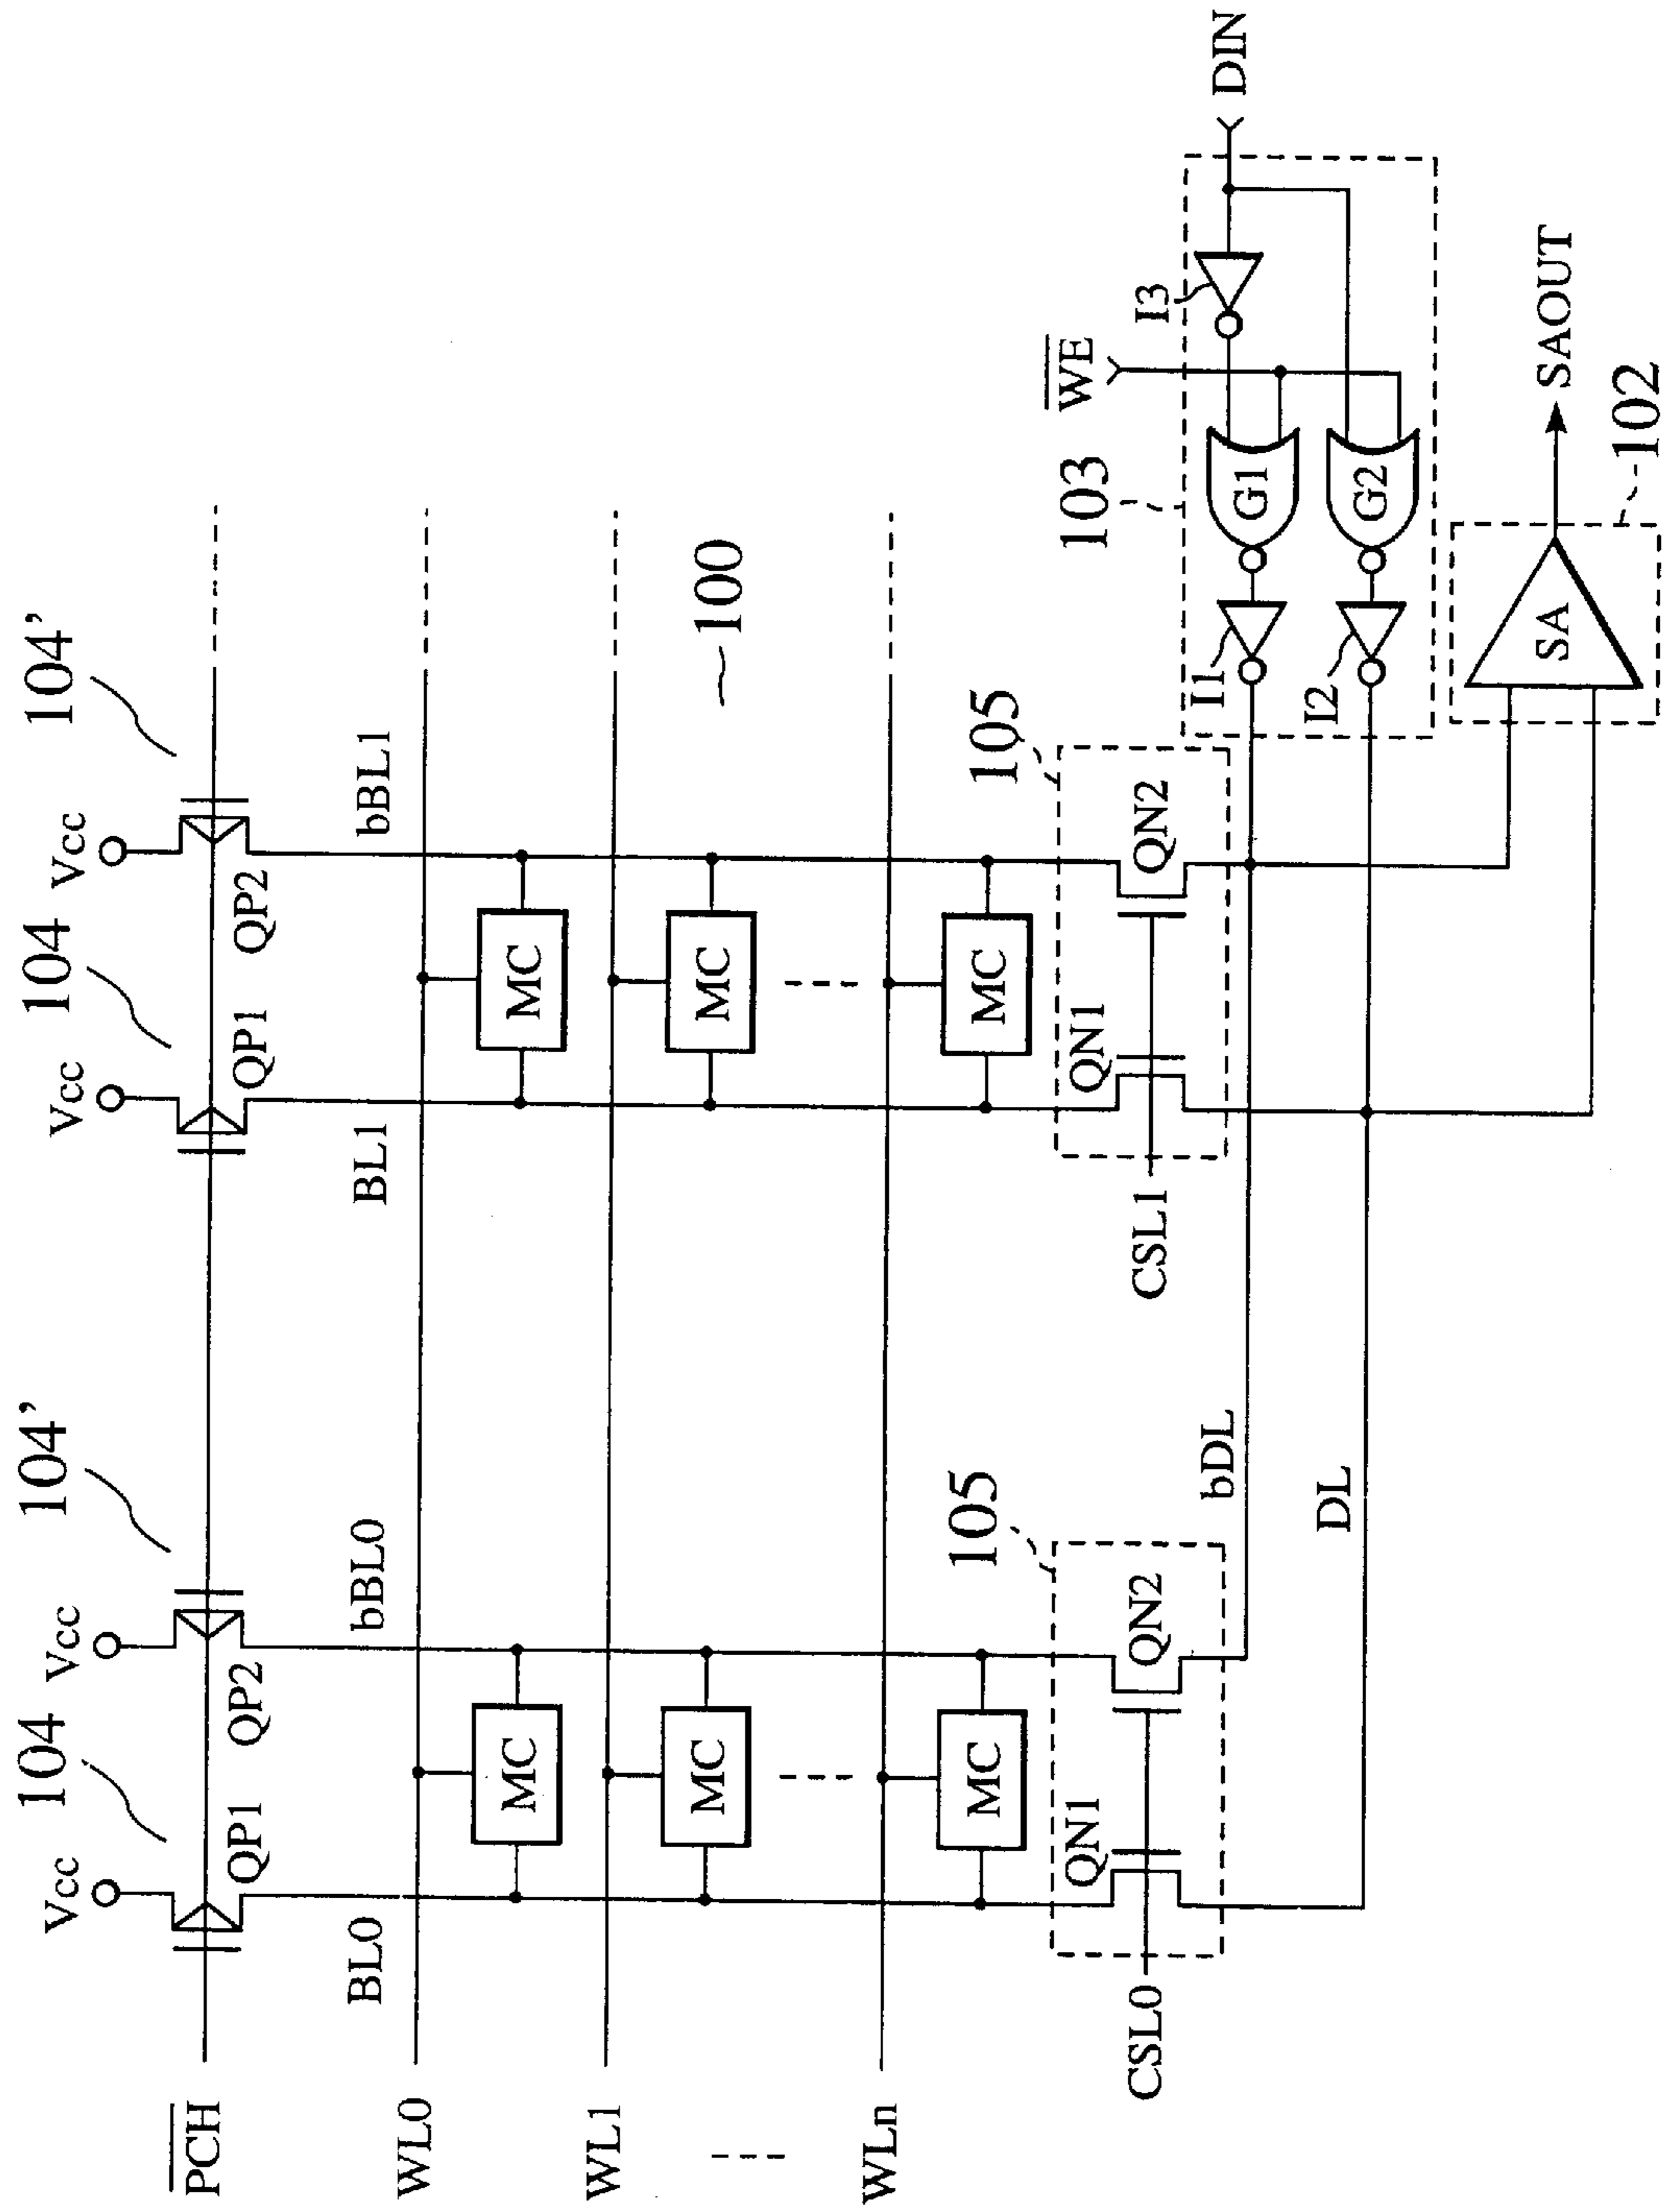 104
104'
104
104'
Vcc
Vcc
Vcc
Vcc
PCH
QP1
QP2
QP1
QP2
BL0
bBL0
BL1
bBL1
WL0
MC
MC
WL1
MC
MC
100
WLn
MC
MC
105
105
QN1
QN2
QN1
QN2
CSL0
CSL1
103
WE
I3
DIN
bDL
I1
G1
DL
I2
G2
SA
SAOUT
102